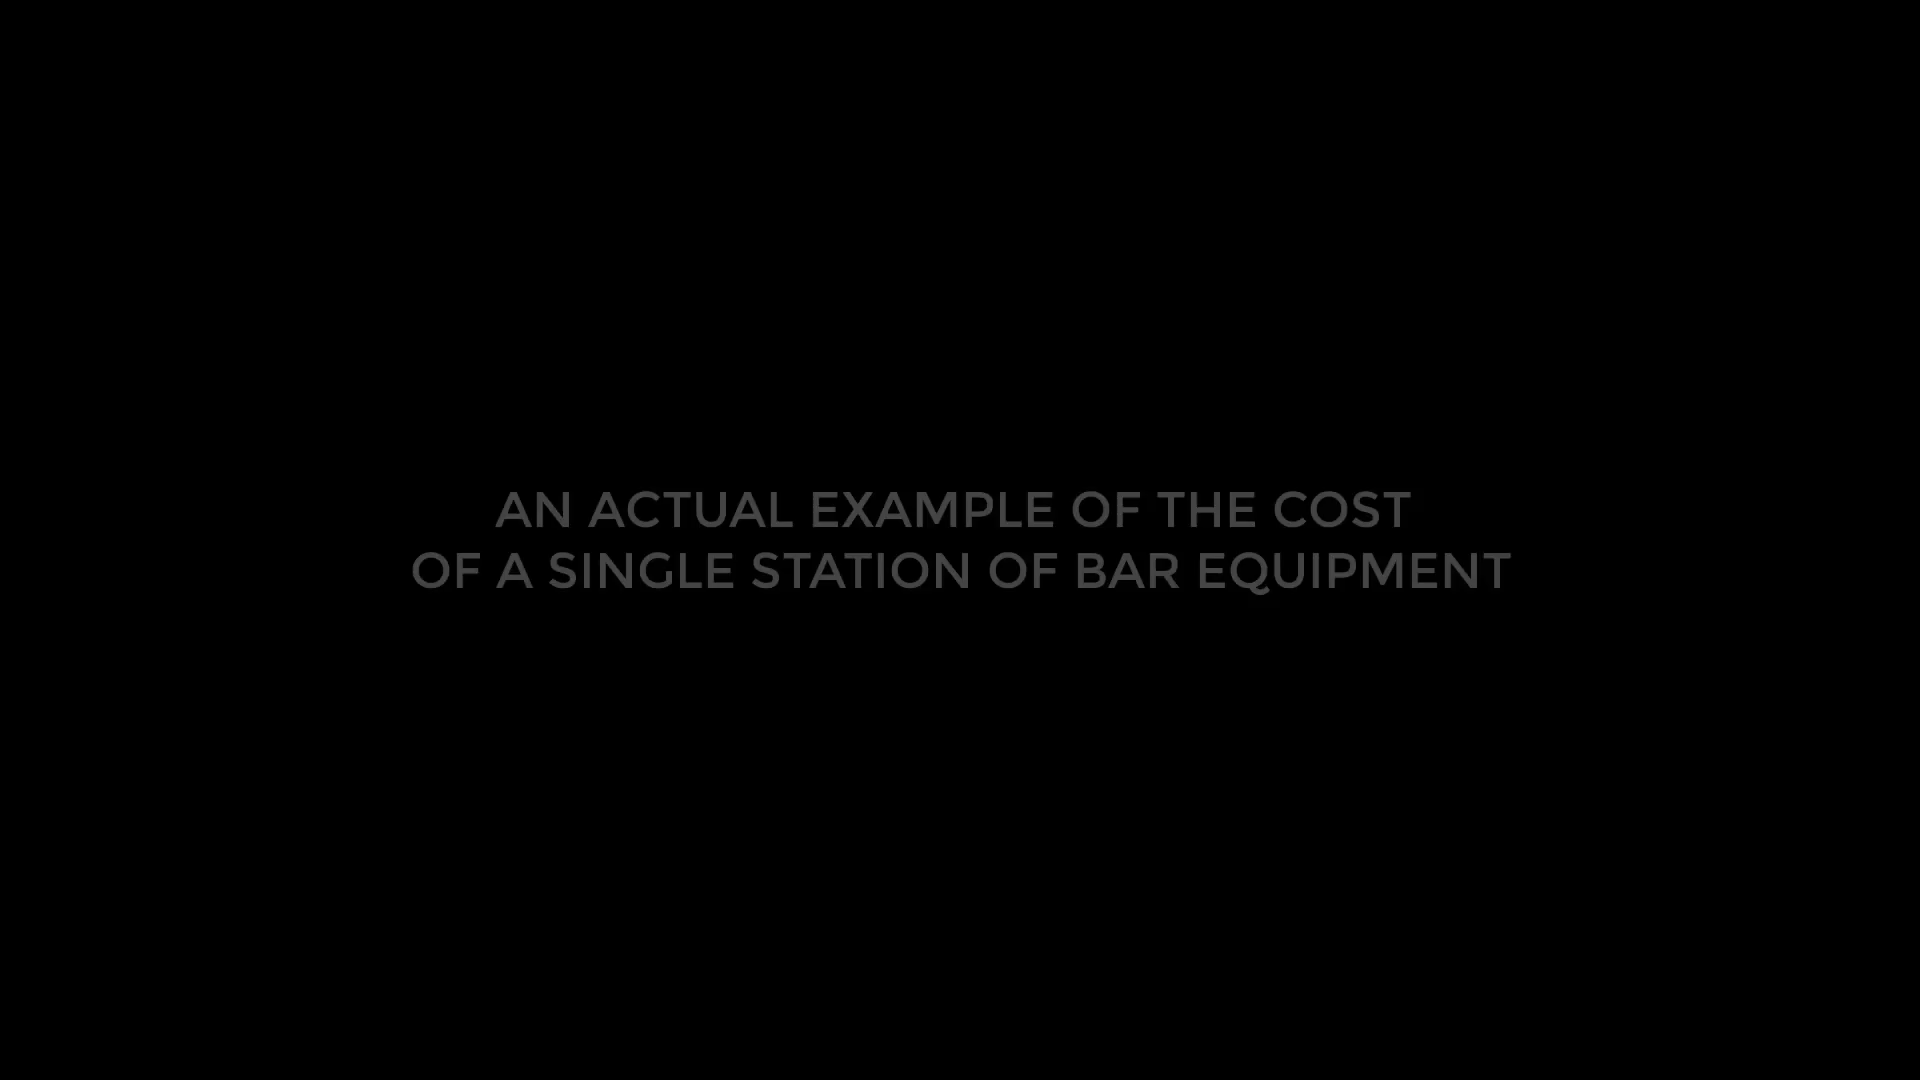 AN ACTUAL EXAMPLE OF THE COST
OF A SINGLE STATION OF BAR EQUIPMENT